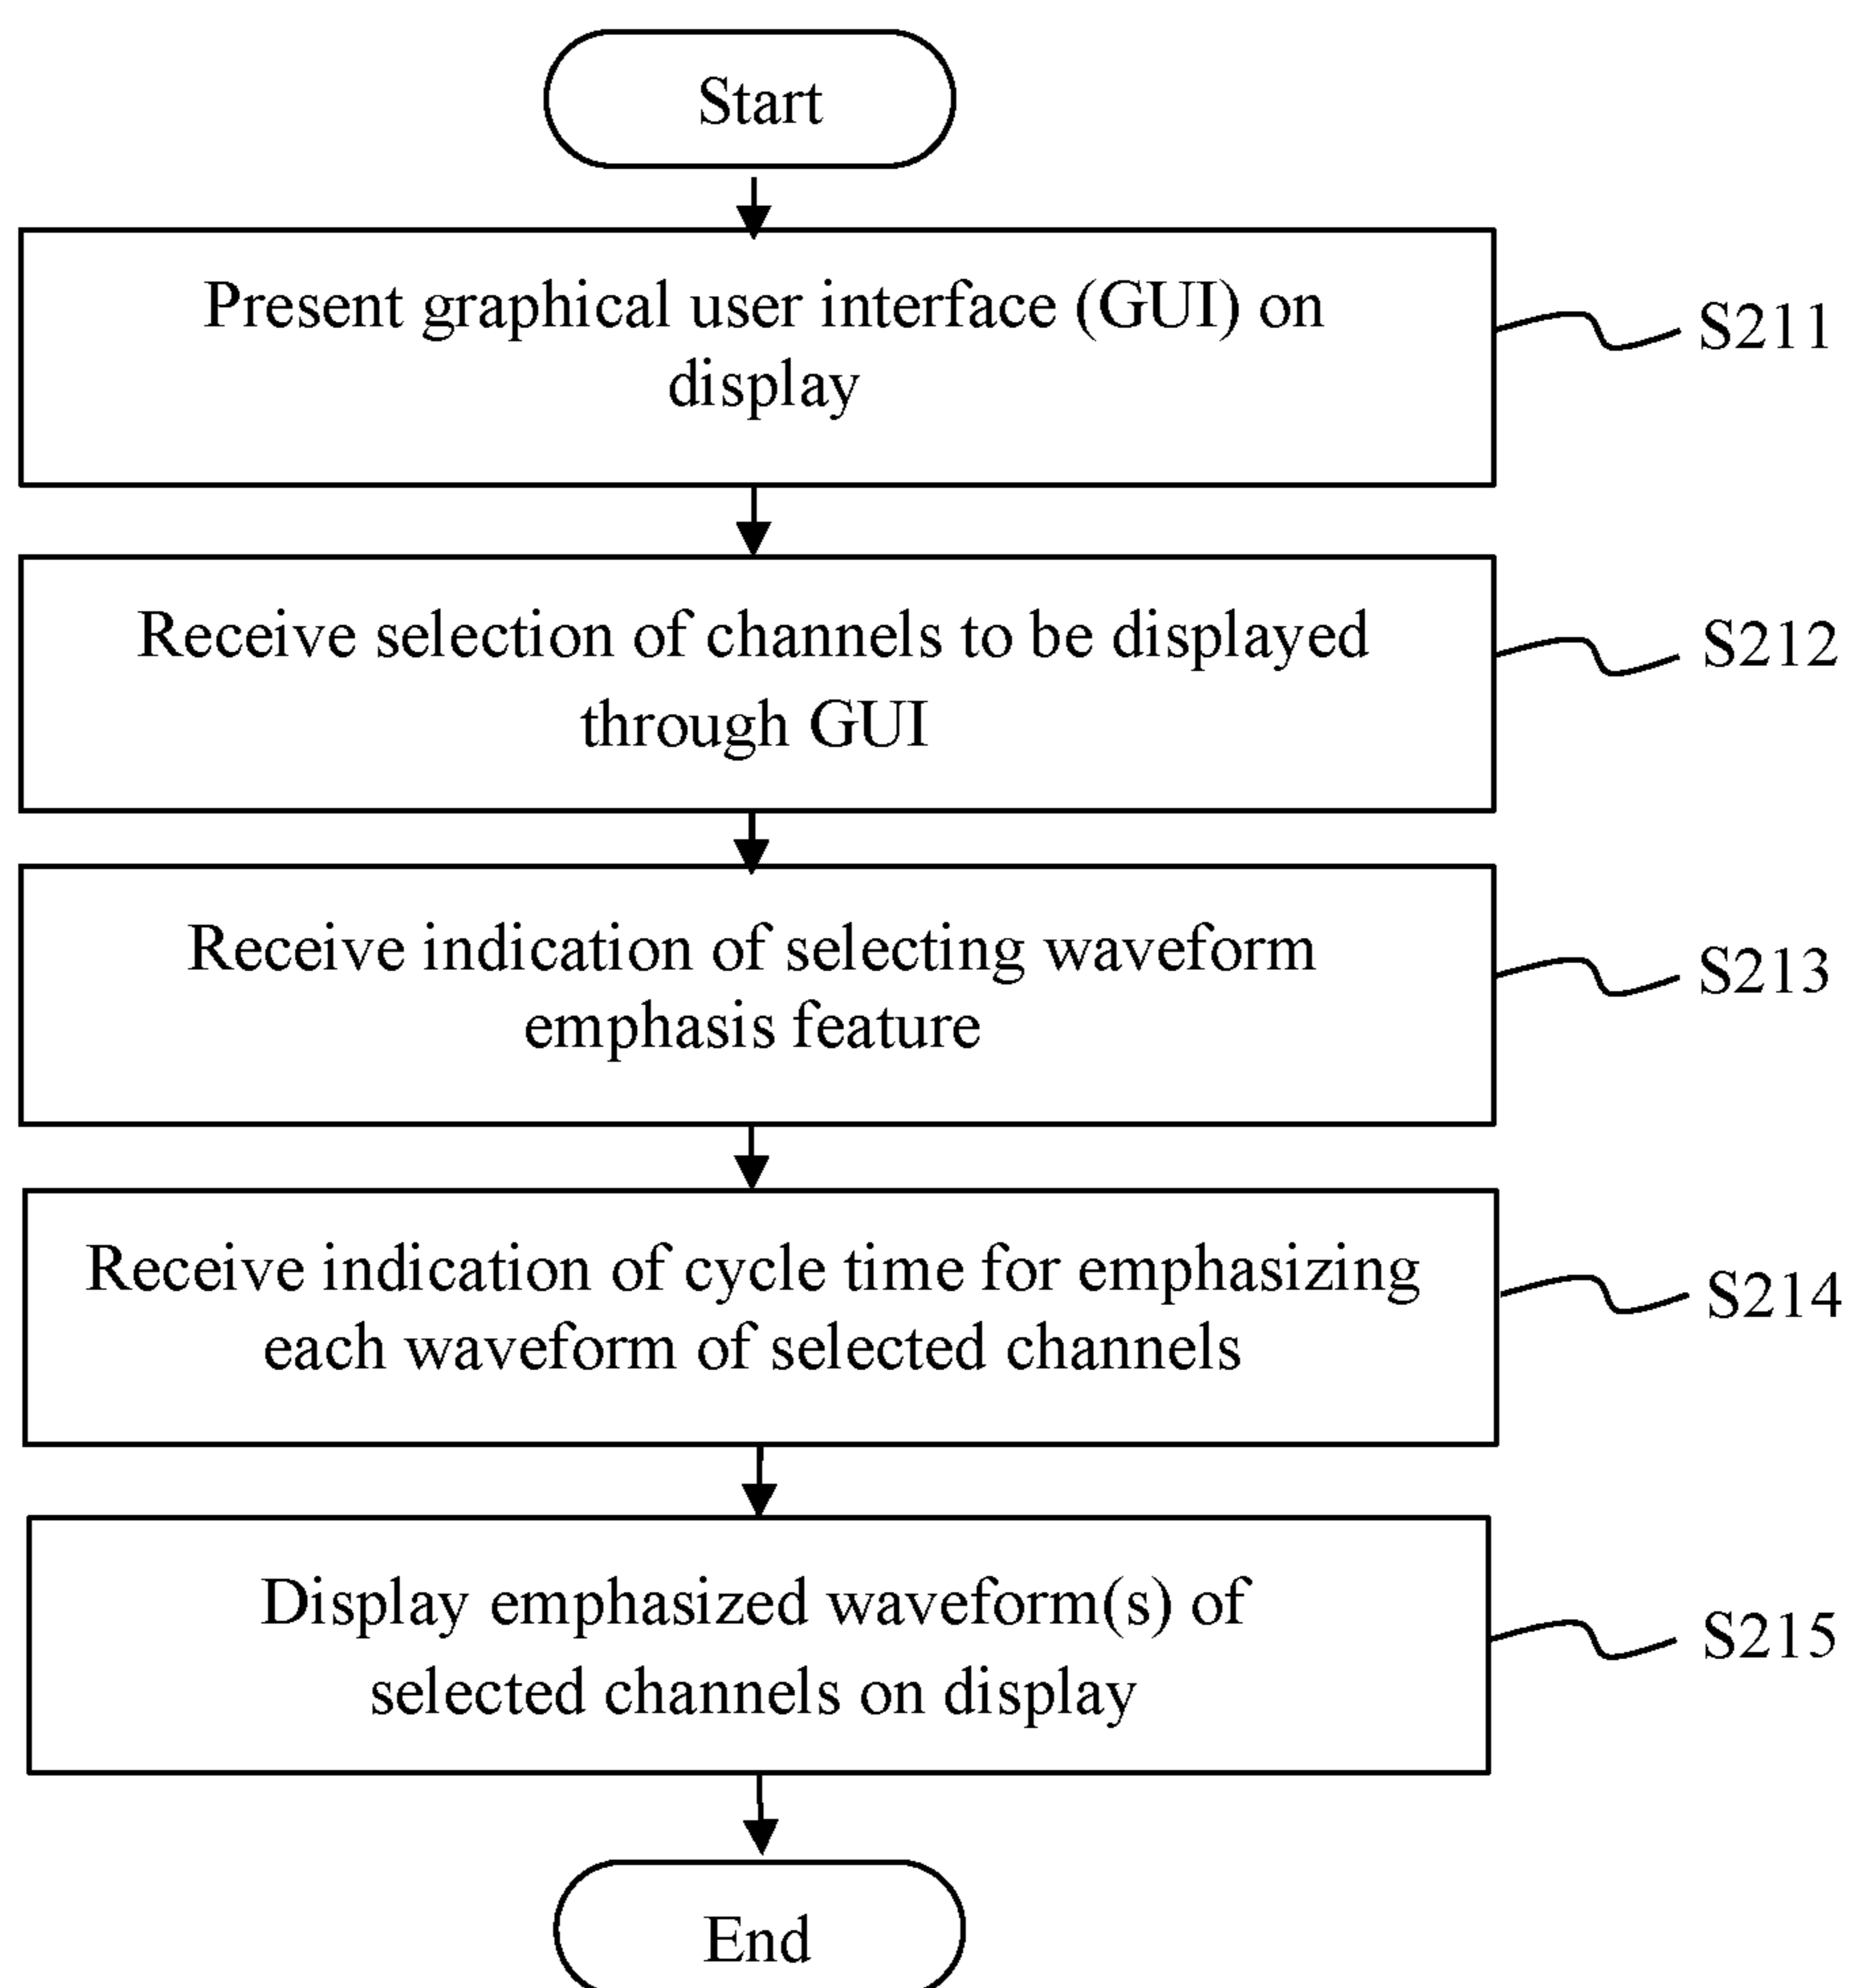 Start
Present graphical user interface (GUI) on
display
S211
Receive selection of channels to be displayed
through GUI
S212
Receive indication of selecting waveform
emphasis feature
S213
Receive indication of cycle time for emphasizing
each waveform of selected channels
S214
Display emphasized waveform(s) of
selected channels on display
S215
End